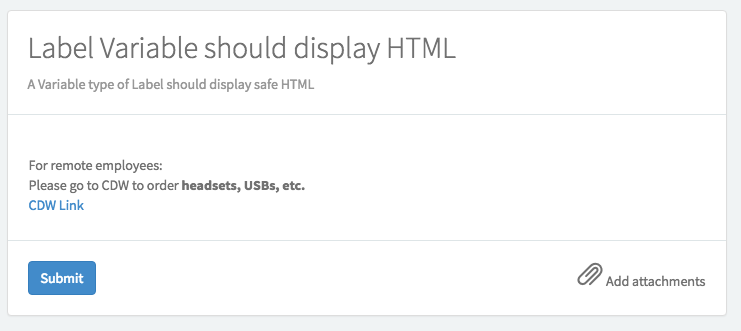 Label Variable should display HTML
A Variable type of Label should display safe HTML
For remote employees:
Please go to CDW to order headsets, USBs, etc.
CDW Link
Submit
Add attachments